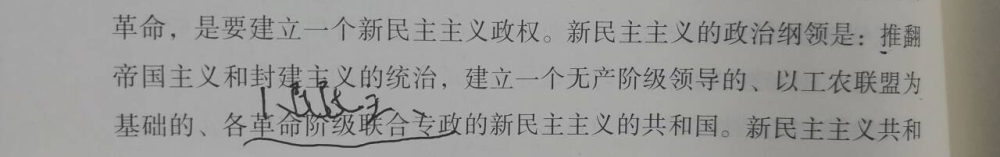 革命，是要建立一个新民主主义政权。新民主主义的政治纲领是：推翻
帝国主义和封建主义的统治，建立一个无产阶级领导的、以工农联盟为
基础的、各革命阶级联合专政的新民主主义的共和国。新民主主义共和